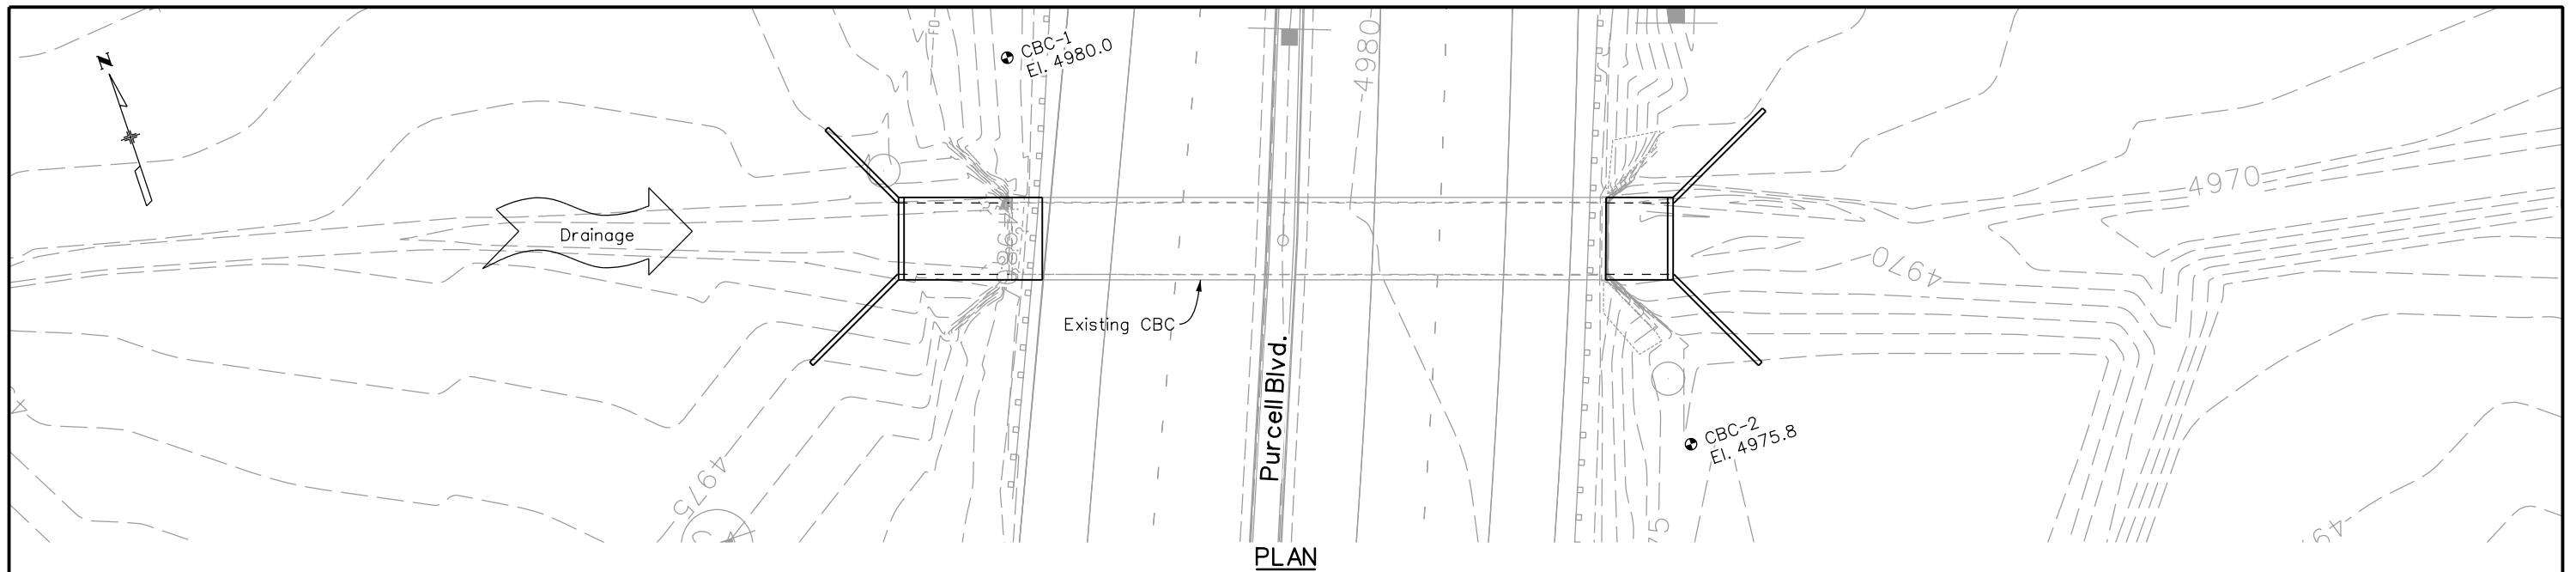 N
CBC-1
El. 4980.0
4980
Drainage
4970
4970
Existing CBC
Purcell Blvd.
CBC-2
El. 4975.8
4975
PLAN